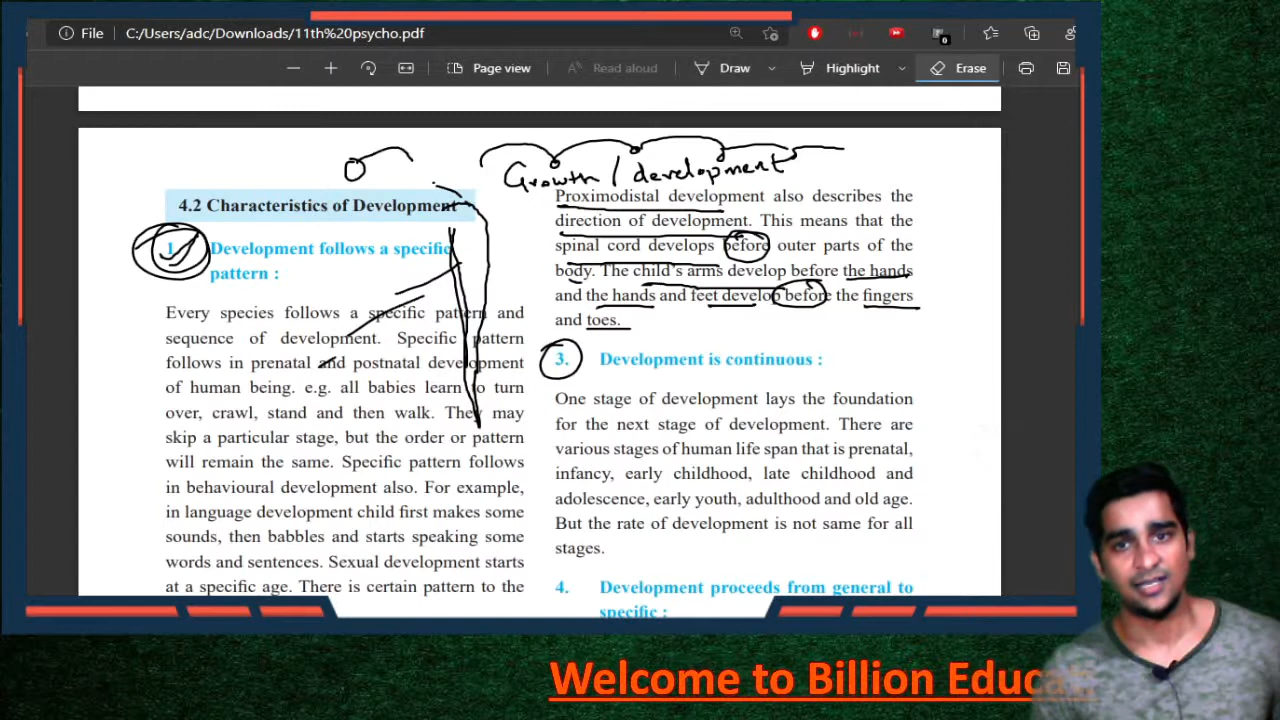 File C:/Users/adc/Downloads/11th%20psycho.pdf
Page view
Read aloud
Draw
Highlight
Erase
Growth / development
4.2 Characteristics of Development
1. Development follows a specific
pattern :
Every species follows a specific pattern and
sequence of development. Specific pattern
follows in prenatal and postnatal development
of human being. e.g. all babies learn to turn
over, crawl, stand and then walk. They may
skip a particular stage, but the order or pattern
will remain the same. Specific pattern follows
in behavioural development also. For example,
in language development child first makes some
sounds, then babbles and starts speaking some
words and sentences. Sexual development starts
at a specific age. There is certain pattern to the
Proximodistal development also describes the
direction of development. This means that the
spinal cord develops before outer parts of the
body. The child's arms develop before the hands
and the hands and feet develop before the fingers
and toes.
3. Development is continuous :
One stage of development lays the foundation
for the next stage of development. There are
various stages of human life span that is prenatal,
infancy, early childhood, late childhood and
adolescence, early youth, adulthood and old age.
But the rate of development is not same for all
stages.
4. Development proceeds from general to
specific :
Welcome to Billion Educati